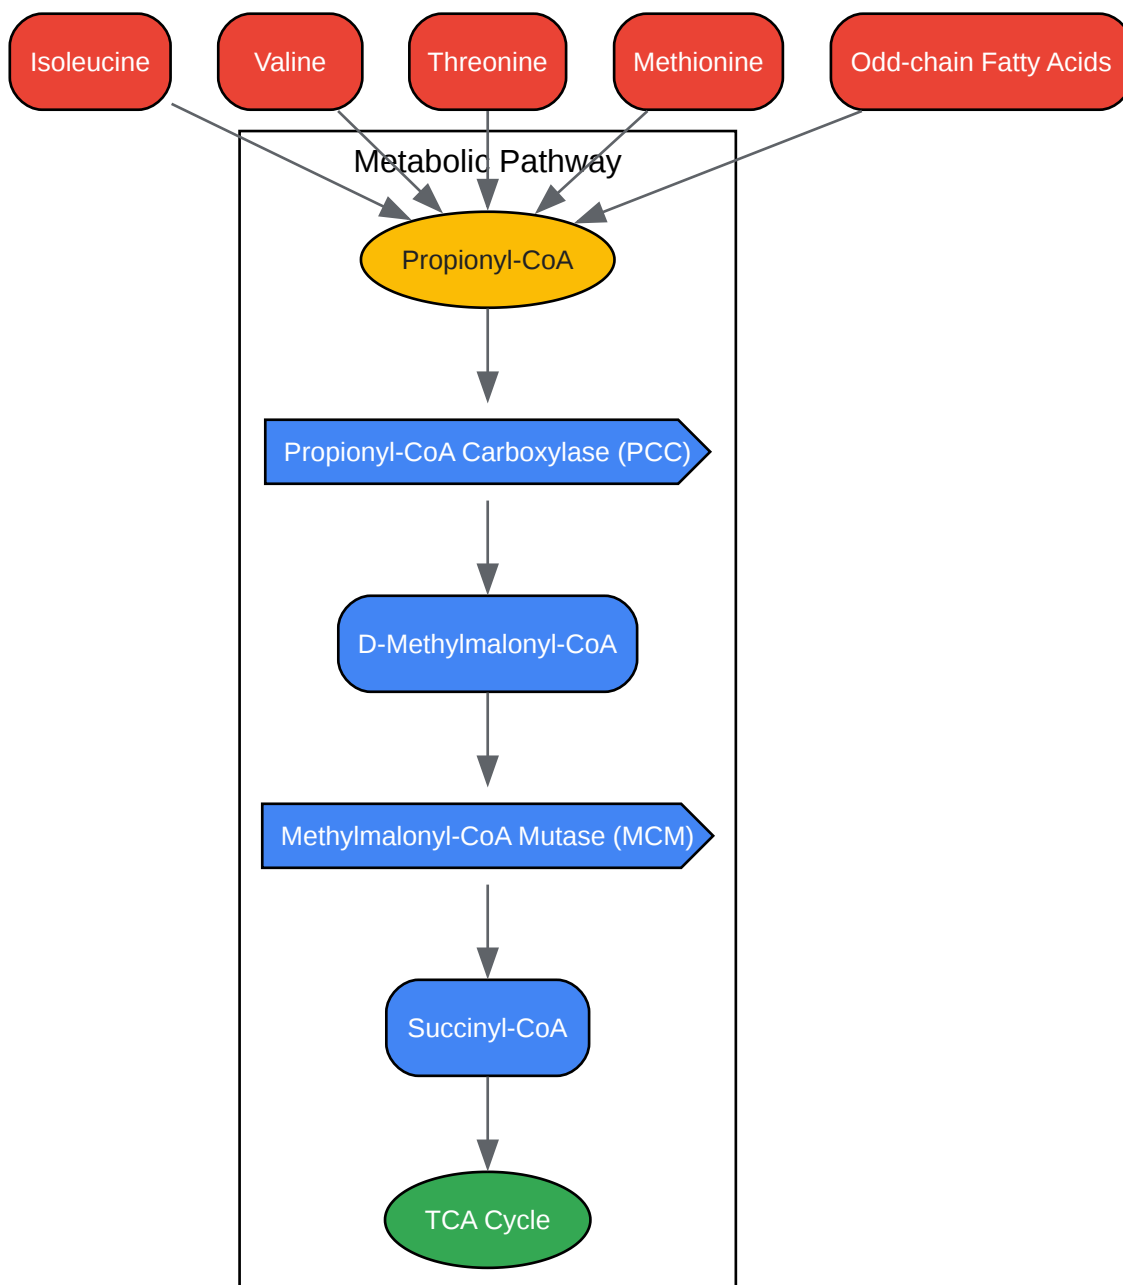 Isoleucine
Valine
Threonine
Methionine
Odd-chain Fatty Acids
Metabolic Pathway
Propionyl-CoA
Propionyl-CoA Carboxylase (PCC)
D-Methylmalonyl-CoA
Methylmalonyl-CoA Mutase (MCM)
Succinyl-CoA
TCA Cycle